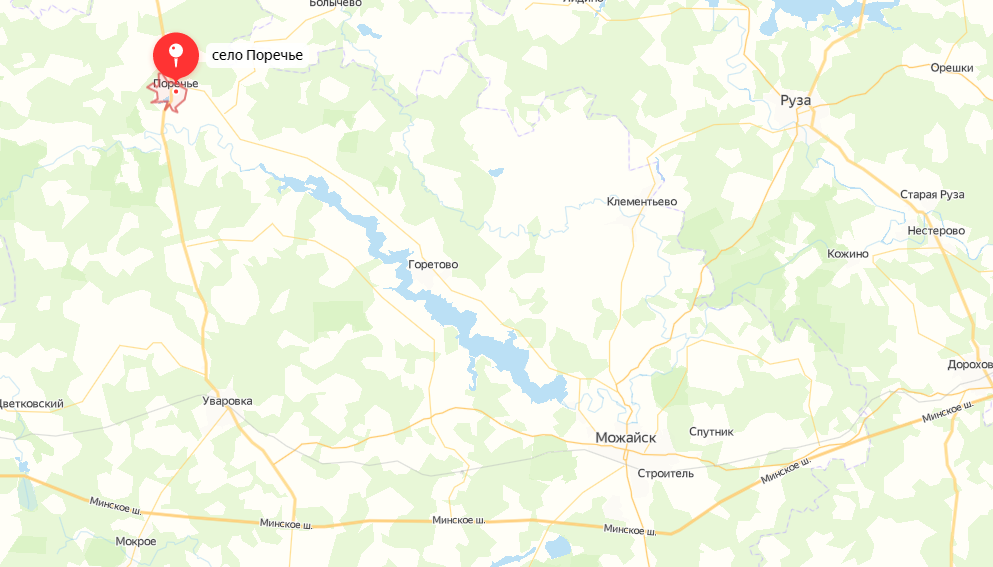 Болычево
село Поречье
Поречье
Орешки
Руза
Клементьево
Старая Руза
Нестерово
Кожино
Горетово
Дорохов
Цветковский
Уваровка
Минское ш.
Можайск
Спутник
Строитель
Минское ш.
Минское ш.
Минское ш.
Минское ш.
Минское ш.
Мокрое